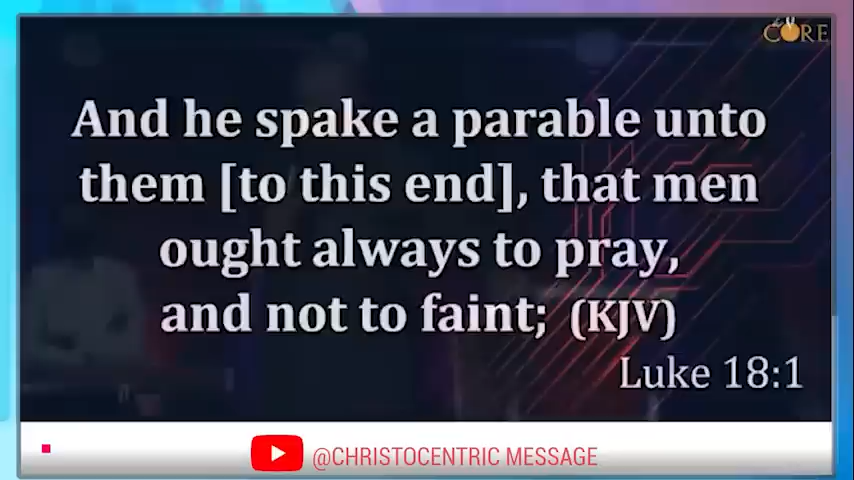 the CORE
And he spake a parable unto
them [to this end], that men
ought always to pray,
and not to faint; (KJV)
Luke 18:1
@CHRISTOCENTRIC MESSAGE